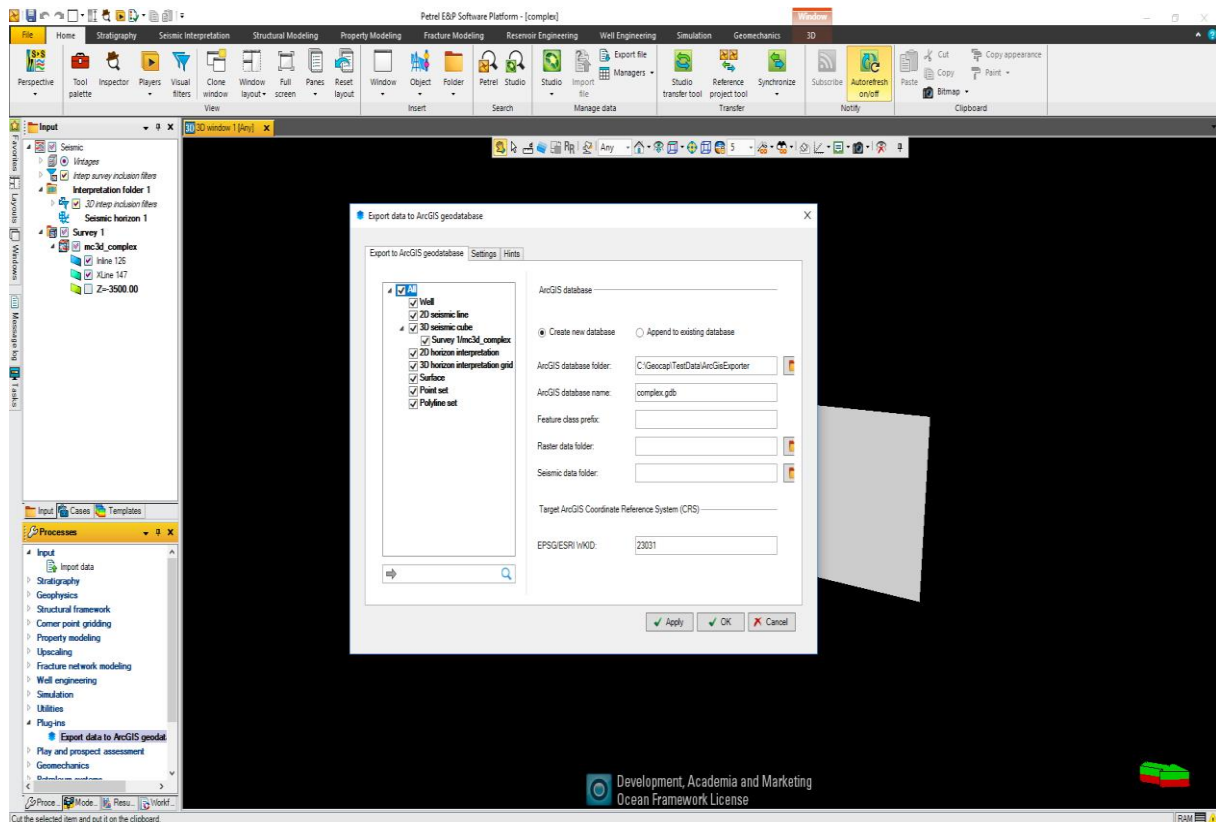 Petrel E&P Software Platform - [complex]
Window
File Home Stratigraphy Seismic Interpretation Structural Modeling Property Modeling Fracture Modeling Reservoir Engineering Well Engineering Simulation Geomechanics 3D
Perspective
Tool palette
Inspector
Players
Visual filters
Clone window
Window layout
Full screen
Panes
Reset layout
Window
Object
Folder
Petrel
Studio
Studio
Import file
Export file
Managers
Studio transfer tool
Reference project tool
Synchronize
Subscribe
Autorefresh on/off
Paste
Cut
Copy
Bitmap
Copy appearance
Paint
View Insert Search Manage data Transfer Notify Clipboard
Favorites
Layouts
Windows
Message log
Tasks
Input
Seismic
Vintages
Interp survey inclusion filters
Interpretation folder 1
3D interp inclusion filters
Seismic horizon 1
Survey 1
mc3d_complex
Inline 126
XLine 147
Z=-3500.00
Input Cases Templates
Processes
Input
Import data
Stratigraphy
Geophysics
Structural framework
Corner point gridding
Property modeling
Upscaling
Fracture network modeling
Well engineering
Simulation
Utilities
Plug-ins
Export data to ArcGIS geodat
Play and prospect assessment
Geomechanics
Petroleum systems
Proce... Mode... Resu... Workf...
3D 3D window 1 [Any] X
Any
5
Export data to ArcGIS geodatabase
Export to ArcGIS geodatabase Settings Hints
All
Well
2D seismic line
3D seismic cube
Survey 1/mc3d_complex
2D horizon interpretation
3D horizon interpretation grid
Surface
Point set
Polyline set
ArcGIS database
Create new database Append to existing database
ArcGIS database folder: C:\Geocap\TestData\ArcGisExporter
ArcGIS database name: complex.gdb
Feature class prefix:
Raster data folder:
Seismic data folder:
Target ArcGIS Coordinate Reference System (CRS)
EPSG/ESRI WKID: 23031
Apply OK Cancel
Development, Academia and Marketing
Ocean Framework License
Cut the selected item and put it on the clipboard.
RAM